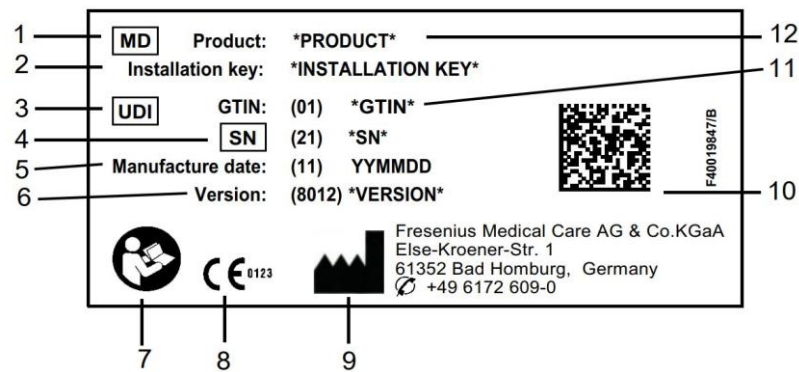 1 MD Product: *PRODUCT* 12
2 Installation key: *INSTALLATION KEY* 11
3 UDI GTIN: (01) *GTIN*
4 SN (21) *SN*
5 Manufacture date: (11) YYMMDD
6 Version: (8012) *VERSION* 10
F40019847/B
Fresenius Medical Care AG & Co.KGaA
Else-Kroener-Str. 1
61352 Bad Homburg, Germany
+49 6172 609-0
CE 0123
7 8 9